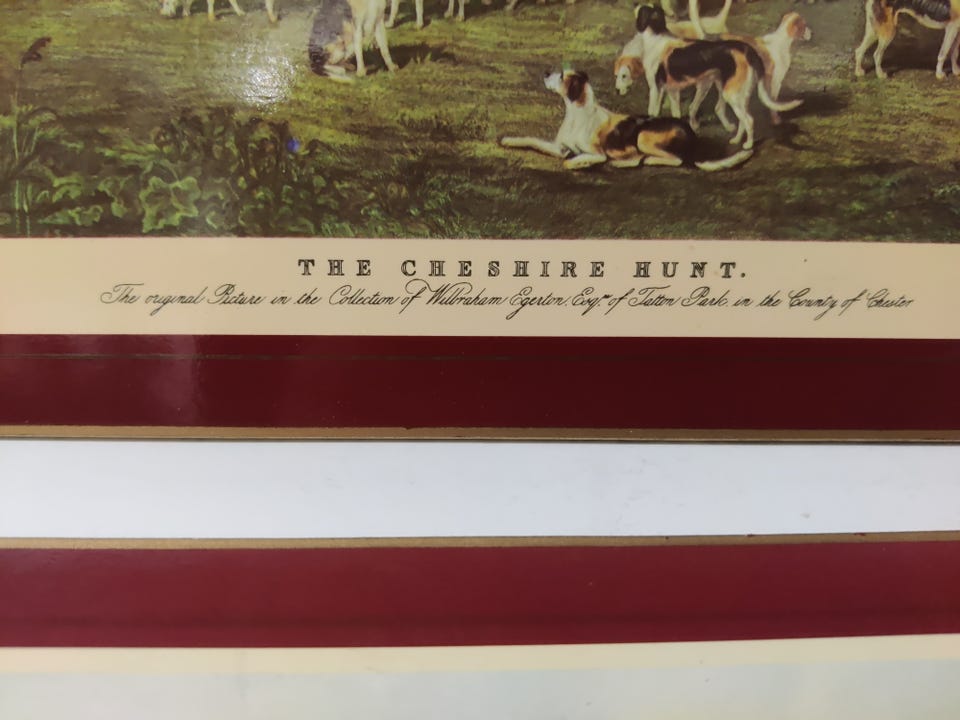 THE CHESHIRE HUNT.
The original Picture in the Collection of Wilbraham Egerton, Esqre of Tatton Park, in the County of Chester